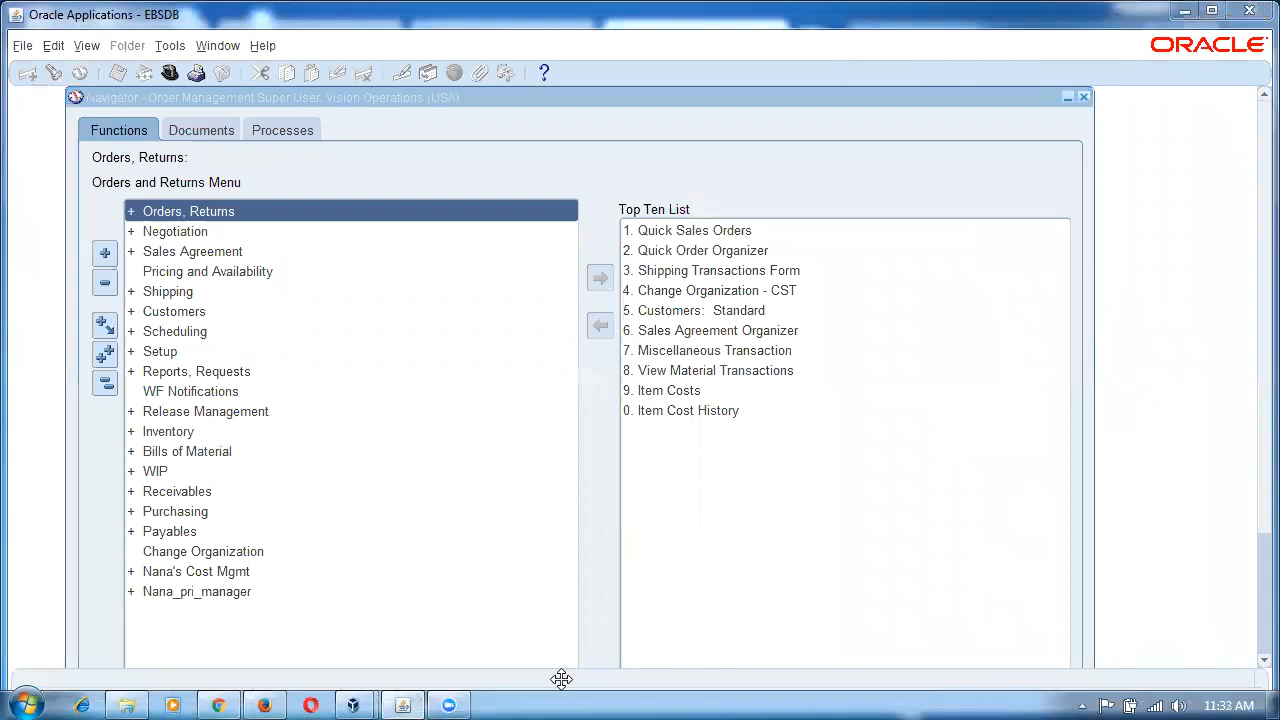 Oracle Applications - EBSDB
File Edit View Folder Tools Window Help
ORACLE
Navigator - Order Management Super User, Vision Operations (USA)
Functions Documents Processes
Orders, Returns:
Orders and Returns Menu
Top Ten List
+ Orders, Returns
+ Negotiation
+ Sales Agreement
Pricing and Availability
+ Shipping
+ Customers
+ Scheduling
+ Setup
+ Reports, Requests
WF Notifications
+ Release Management
+ Inventory
+ Bills of Material
+ WIP
+ Receivables
+ Purchasing
+ Payables
Change Organization
+ Nana's Cost Mgmt
+ Nana_pri_manager
1. Quick Sales Orders
2. Quick Order Organizer
3. Shipping Transactions Form
4. Change Organization - CST
5. Customers: Standard
6. Sales Agreement Organizer
7. Miscellaneous Transaction
8. View Material Transactions
9. Item Costs
0. Item Cost History
11:33 AM